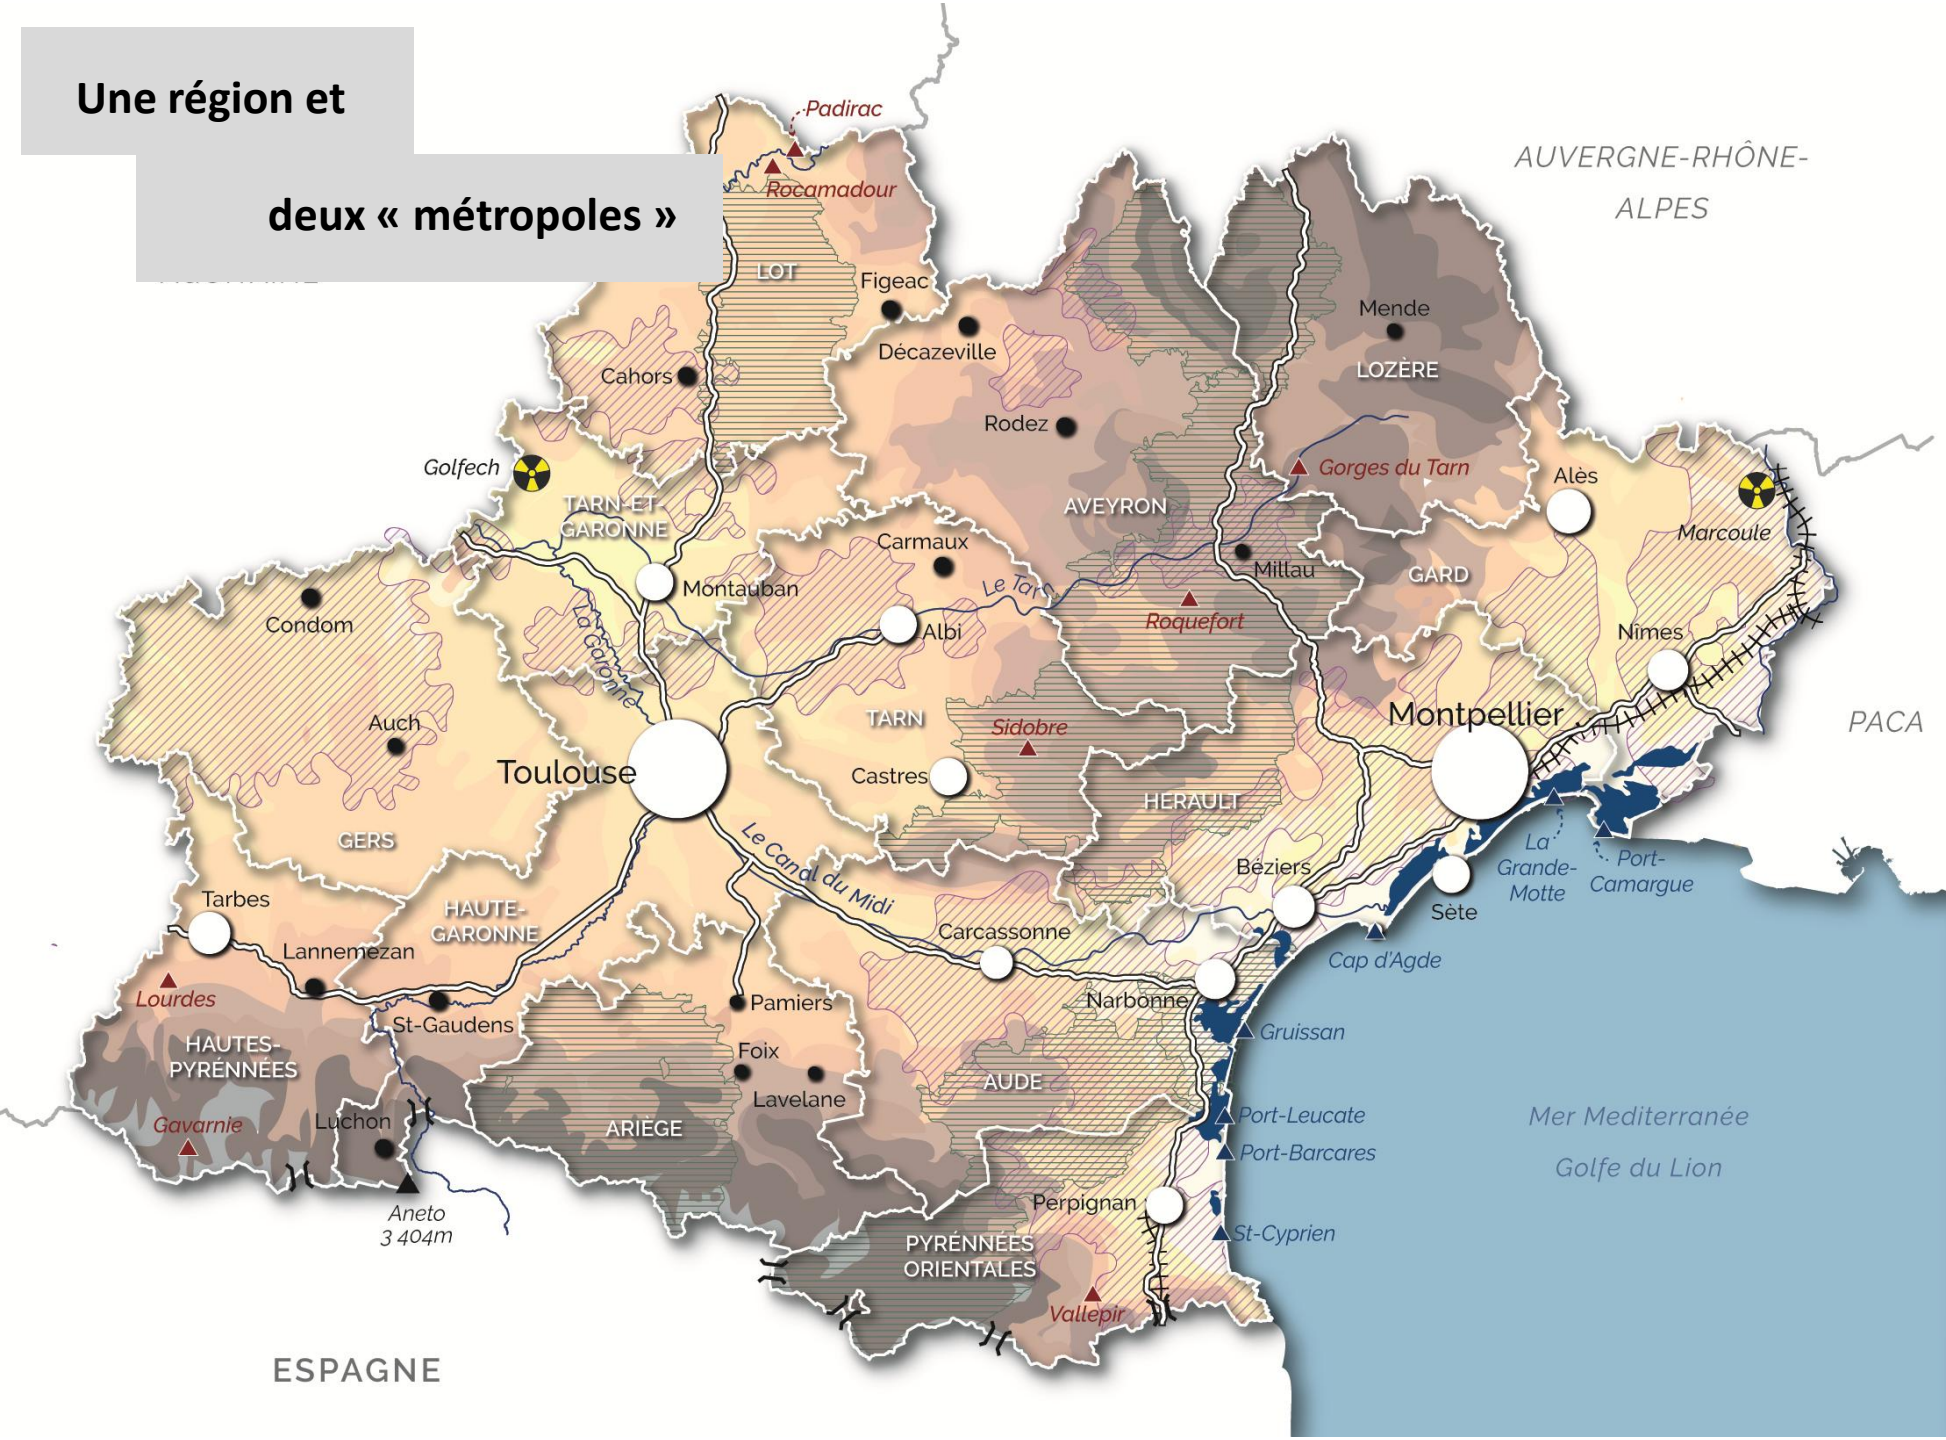 Une région et
deux « métropoles »
Padirac
Rocamadour
AUVERGNE-RHÔNE-
ALPES
LOT
Figeac
Décazeville
Cahors
Mende
LOZÈRE
Rodez
Golfech
Gorges du Tarn
Alès
TARN-ET-
GARONNE
AVEYRON
Carmaux
Marcoule
Millau
GARD
Montauban
Le Tarn
Condom
La Garonne
Albi
Roquefort
Nîmes
Auch
TARN
Sidobre
Montpellier
PACA
Toulouse
Castres
HERAULT
GERS
Le Canal du Midi
Béziers
La
Grande-
Motte
Port-
Camargue
Tarbes
HAUTE-
GARONNE
Sète
Carcassonne
Lannemezan
Cap d'Agde
Lourdes
Narbonne
Pamiers
St-Gaudens
Gruissan
HAUTES-
PYRÉNNÉES
Foix
AUDE
Lavelane
Gavarnie
Luchon
ARIÈGE
Port-Leucate
Port-Barcares
Mer Mediterranée
Golfe du Lion
Perpignan
Aneto
3 404m
St-Cyprien
PYRÉNNÉES
ORIENTALES
Vallepir
ESPAGNE